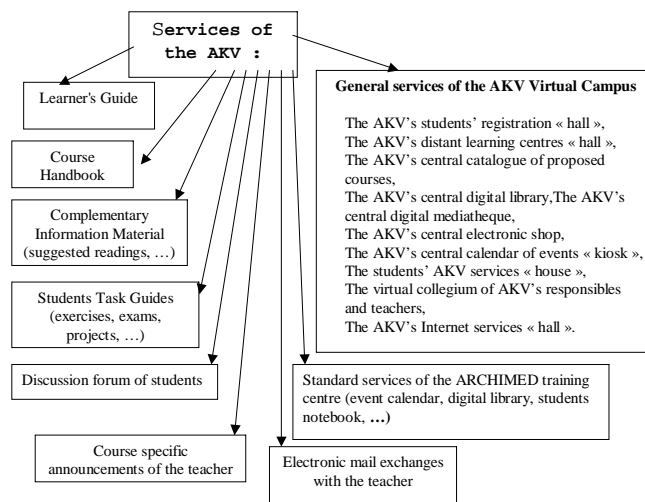 Services of
the AKV :
Learner's Guide
Course
Handbook
Complementary
Information Material
(suggested readings, …)
Students Task Guides
(exercises, exams,
projects, …)
Discussion forum of students
Course specific
announcements of the teacher
Electronic mail exchanges
with the teacher
Standard services of the ARCHIMED training
centre (event calendar, digital library, students
notebook, …)
General services of the AKV Virtual Campus
The AKV's students' registration « hall »,
The AKV's distant learning centres « hall »,
The AKV's central catalogue of proposed
courses,
The AKV's central digital library,The AKV's
central digital mediatheque,
The AKV's central electronic shop,
The AKV's central calendar of events « kiosk »,
The students' AKV services « house »,
The virtual collegium of AKV's responsibles
and teachers,
The AKV's Internet services « hall ».